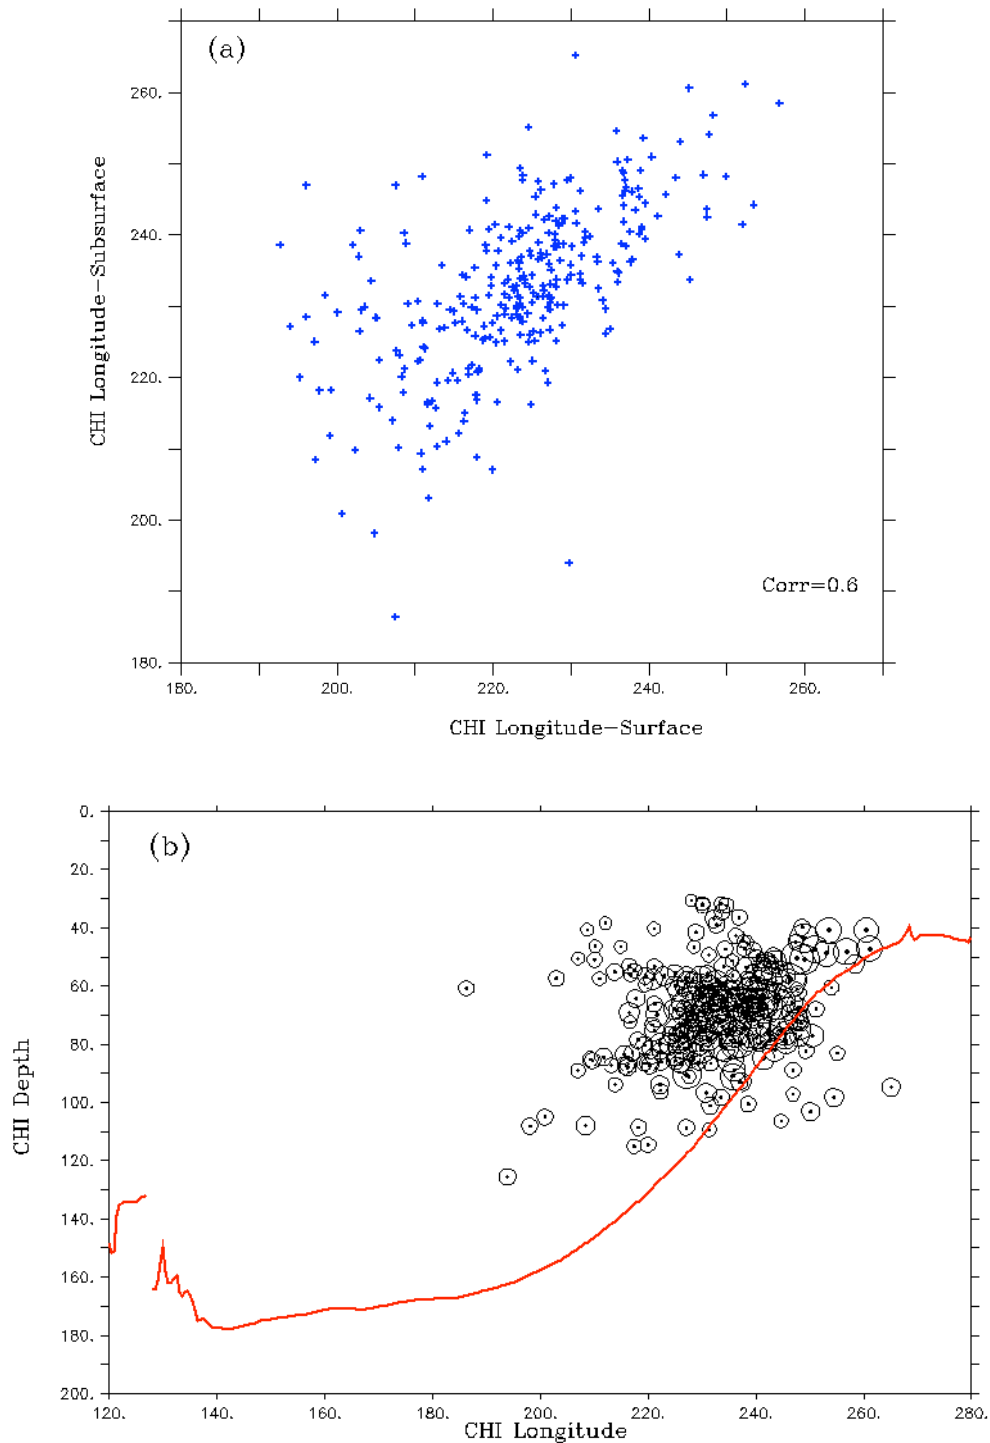 (a)
260.
240.
220.
200.
180.
CHI Longitude-Subsurface
Corr=0.6
180. 200. 220. 240. 260.
CHI Longitude-Surface
(b)
0.
20.
40.
60.
80.
100.
120.
140.
160.
180.
200.
CHI Depth
120. 140. 160. 180. 200. 220. 240. 260. 280.
CHI Longitude